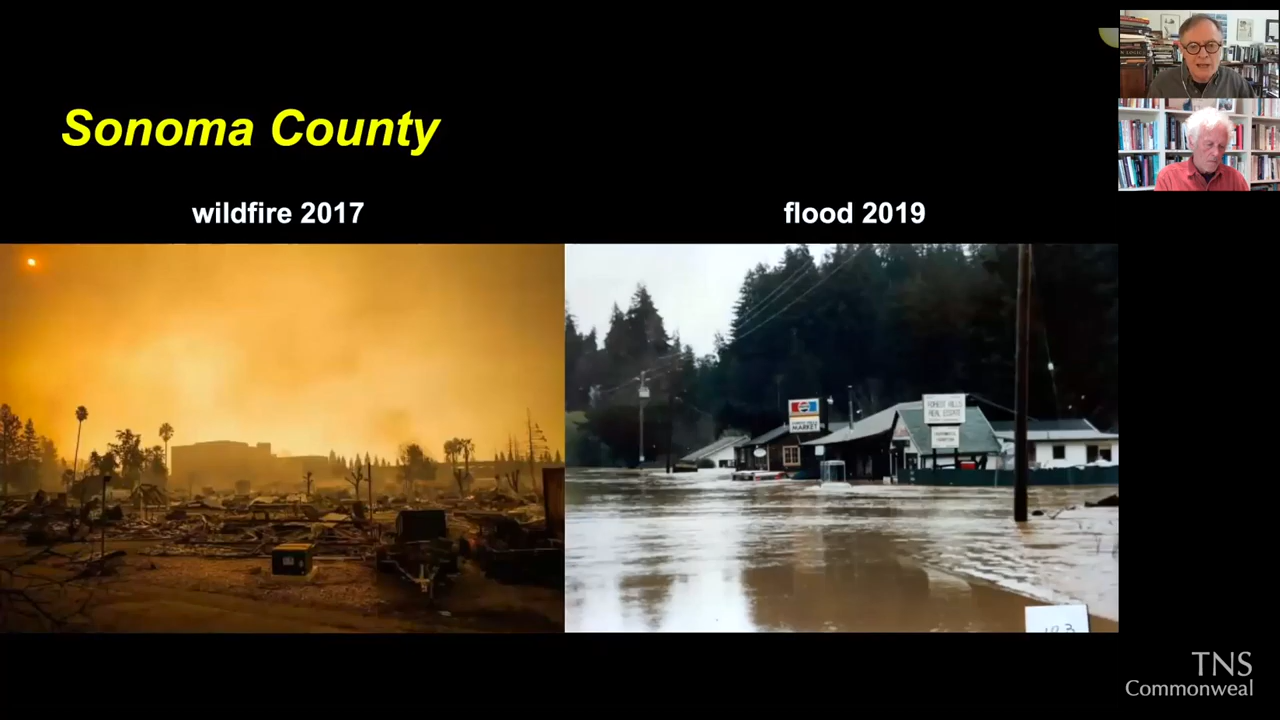 Sonoma County
wildfire 2017
flood 2019
MARKET
FOREST HILLS
REAL ESTATE
TNS
Commonweal